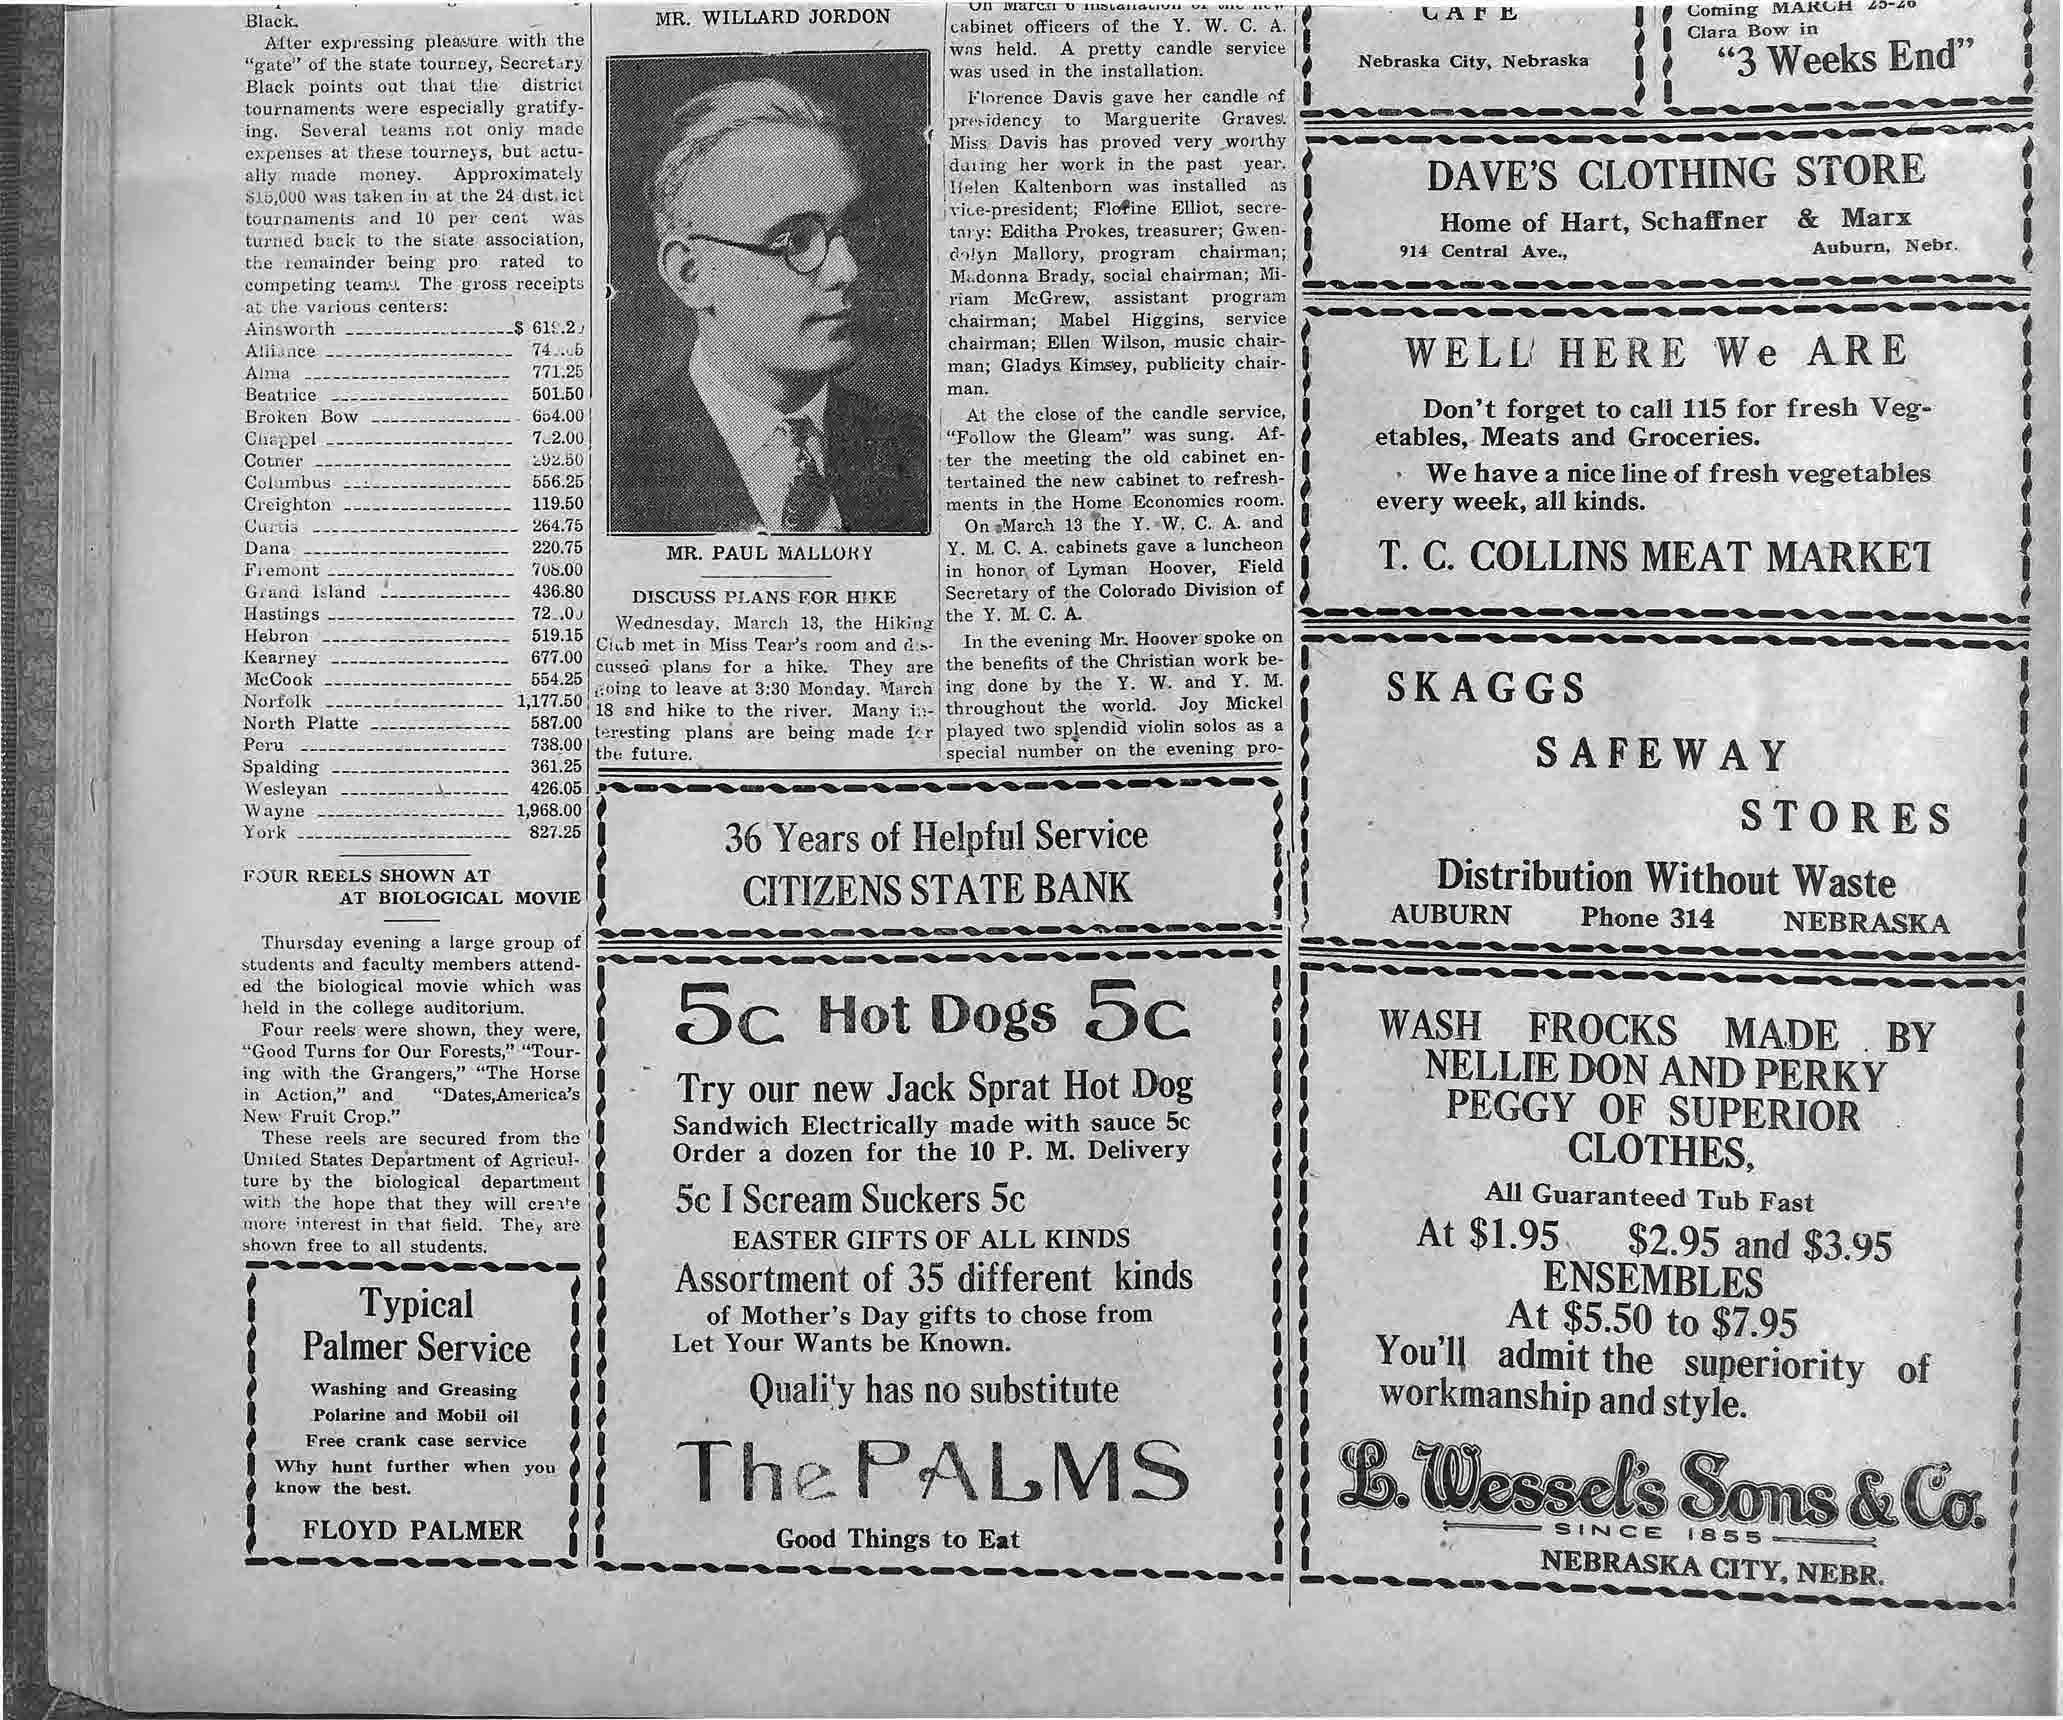 Black.
After expressing pleasure with the
"gate" of the state tourney, Secretary
Black points out that the district
tournaments were especially gratify-
ing. Several teams not only made
expenses at these tourneys, but actu-
ally made money. Approximately
$15,000 was taken in at the 24 district
tournaments and 10 per cent was
turned back to the state association,
the remainder being pro rated to
competing teams. The gross receipts
at the various centers:
Ainsworth $
Alliance
Alma 771.25
Beatrice 501.50
Broken Bow 654.00
Chappel
Cotner
Columbus 556.25
Creighton 119.50
Curtis 264.75
Dana 220.75
Fremont 708.00
Grand Island 436.80
Hastings
Hebron 519.15
Kearney 677.00
McCook 554.25
Norfolk 1,177.50
North Platte 587.00
Peru 738.00
Spalding 361.25
Wesleyan 426.05
Wayne 1,968.00
York 827.25
FOUR REELS SHOWN AT
AT BIOLOGICAL MOVIE
Thursday evening a large group of
students and faculty members attend-
ed the biological movie which was
held in the college auditorium.
Four reels were shown, they were,
"Good Turns for Our Forests," "Tour-
ing with the Grangers," "The Horse
in Action," and "Dates,America's
New Fruit Crop."
These reels are secured from the
United States Department of Agricul-
ture by the biological department
with the hope that they will create
more interest in that field. They are
shown free to all students.
Typical
Palmer Service
Washing and Greasing
Polarine and Mobil oil
Free crank case service
Why hunt further when you
know the best.
FLOYD PALMER
MR. WILLARD JORDON
MR. PAUL MALLORY
DISCUSS PLANS FOR HIKE
Wednesday, March 13, the Hiking
Club met in Miss Tear's room and dis-
cussed plans for a hike. They are
going to leave at 3:30 Monday, March
18 and hike to the river. Many in-
teresting plans are being made for
the future.
On March 6 installation of the new
cabinet officers of the Y. W. C. A.
was held. A pretty candle service
was used in the installation.
Florence Davis gave her candle of
presidency to Marguerite Graves.
Miss Davis has proved very worthy
during her work in the past year.
Helen Kaltenborn was installed as
vice-president; Florine Elliot, secre-
tary: Editha Prokes, treasurer; Gwen-
dolyn Mallory, program chairman;
Madonna Brady, social chairman; Mi-
riam McGrew, assistant program
chairman; Mabel Higgins, service
chairman; Ellen Wilson, music chair-
man; Gladys Kimsey, publicity chair-
man.
At the close of the candle service,
"Follow the Gleam" was sung. Af-
ter the meeting the old cabinet en-
tertained the new cabinet to refresh-
ments in the Home Economics room.
On March 13 the Y. W. C. A. and
Y. M. C. A. cabinets gave a luncheon
in honor of Lyman Hoover, Field
Secretary of the Colorado Division of
the Y. M. C. A.
In the evening Mr. Hoover spoke on
the benefits of the Christian work be-
ing done by the Y. W. and Y. M.
throughout the world. Joy Mickel
played two splendid violin solos as a
special number on the evening pro-
36 Years of Helpful Service
CITIZENS STATE BANK
5c Hot Dogs 5c
Try our new Jack Sprat Hot Dog
Sandwich Electrically made with sauce 5c
Order a dozen for the 10 P. M. Delivery
5c I Scream Suckers 5c
EASTER GIFTS OF ALL KINDS
Assortment of 35 different kinds
of Mother's Day gifts to chose from
Let Your Wants be Known.
Quality has no substitute
The PALMS
Good Things to Eat
CAFE
Nebraska City, Nebraska
Coming MARCH 25-26
Clara Bow in
"3 Weeks End"
DAVE'S CLOTHING STORE
Home of Hart, Schaffner & Marx
914 Central Ave., Auburn, Nebr.
WELL HERE We ARE
Don't forget to call 115 for fresh Veg-
etables, Meats and Groceries.
We have a nice line of fresh vegetables
every week, all kinds.
T. C. COLLINS MEAT MARKET
SKAGGS
SAFEWAY
STORES
Distribution Without Waste
AUBURN Phone 314 NEBRASKA
WASH FROCKS MADE BY
NELLIE DON AND PERKY
PEGGY OF SUPERIOR
CLOTHES,
All Guaranteed Tub Fast
At $1.95 $2.95 and $3.95
ENSEMBLES
At $5.50 to $7.95
You'll admit the superiority of
workmanship and style.
L. Wessel's Sons & Co.
SINCE 1855
NEBRASKA CITY, NEBR.